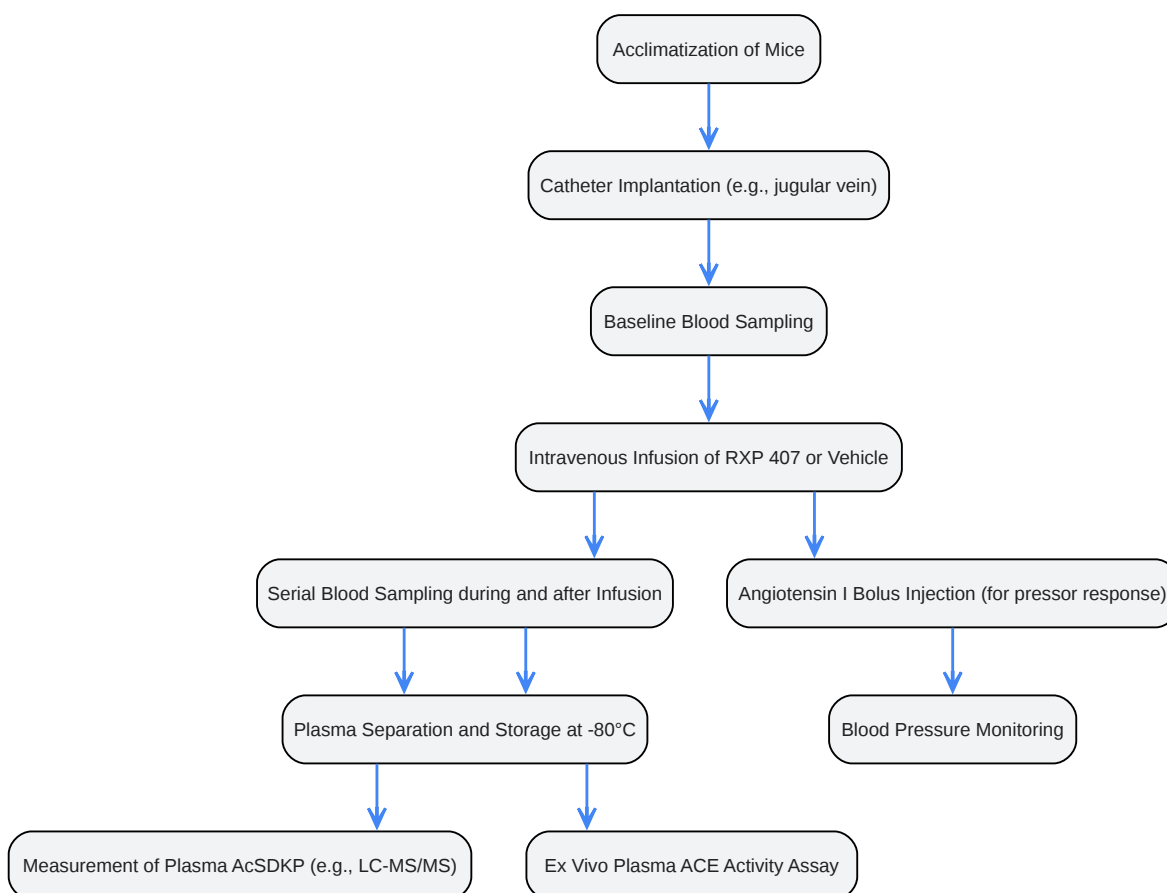 Acclimatization of Mice
Catheter Implantation (e.g., jugular vein)
Baseline Blood Sampling
Intravenous Infusion of RXP 407 or Vehicle
Serial Blood Sampling during and after Infusion
Angiotensin I Bolus Injection (for pressor response)
Plasma Separation and Storage at -80°C
Blood Pressure Monitoring
Measurement of Plasma AcSDKP (e.g., LC-MS/MS)
Ex Vivo Plasma ACE Activity Assay